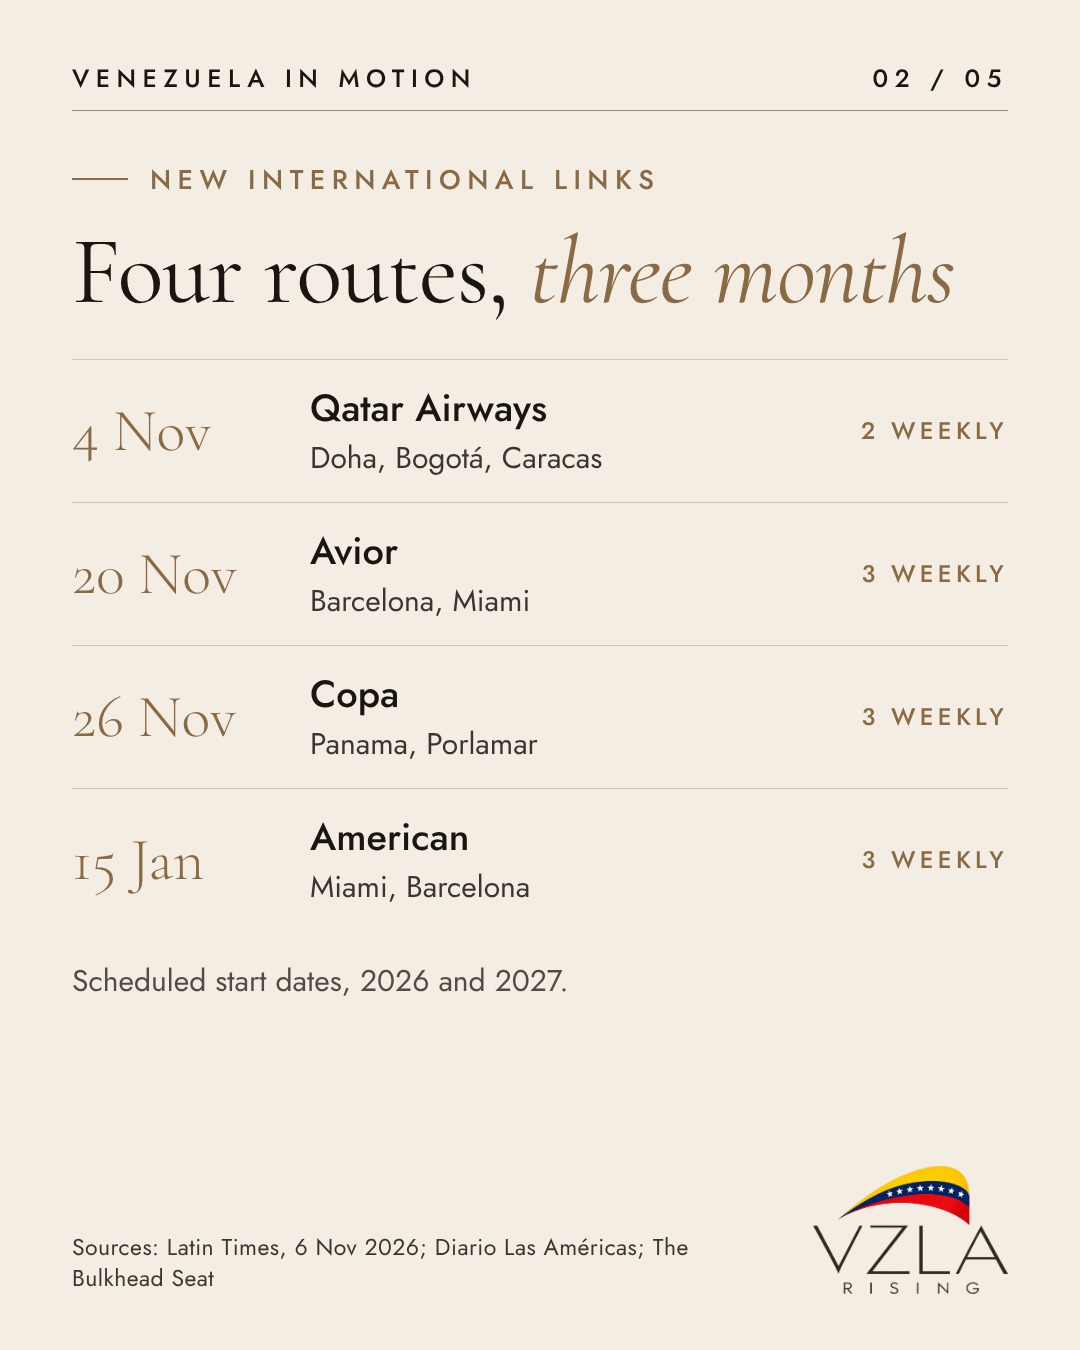 VENEZUELA IN MOTION
02 / 05
NEW INTERNATIONAL LINKS
Four routes, three months
4 Nov
Qatar Airways
Doha, Bogotá, Caracas
2 WEEKLY
20 Nov
Avior
Barcelona, Miami
3 WEEKLY
26 Nov
Copa
Panama, Porlamar
3 WEEKLY
15 Jan
American
Miami, Barcelona
3 WEEKLY
Scheduled start dates, 2026 and 2027.
Sources: Latin Times, 6 Nov 2026; Diario Las Américas; The
Bulkhead Seat
VZLA
RISING